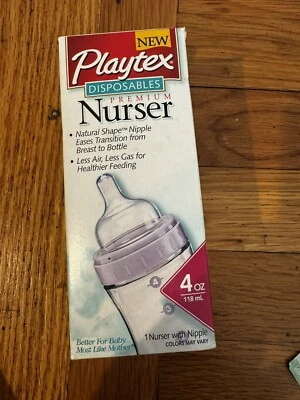 NEW
Playtex
DISPOSABLES
PREMIUM
Nurser
• Natural Shape™ Nipple
Eases Transition from
Breast to Bottle
• Less Air, Less Gas for
Healthier Feeding
4 OZ
118 mL
Better For Baby.
Most Like Mother.
1 Nurser with Nipple
COLORS MAY VARY